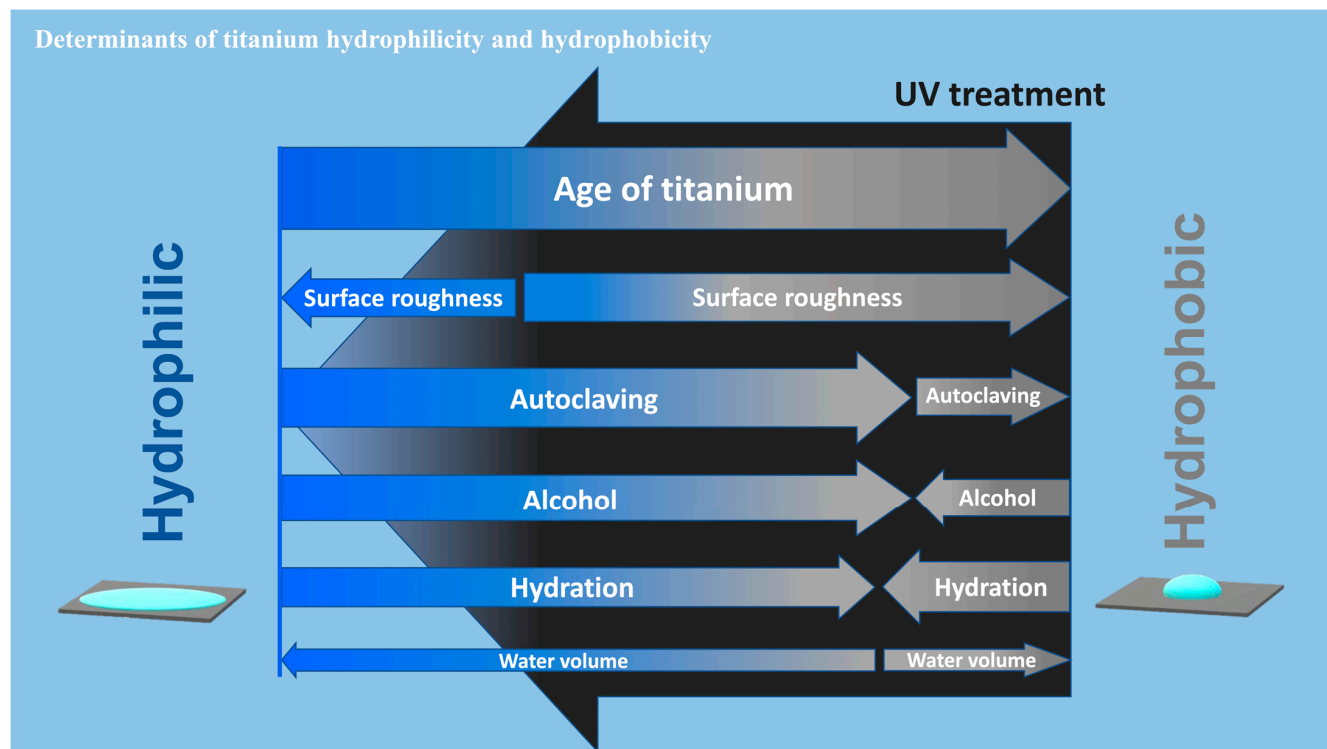 Determinants of titanium hydrophilicity and hydrophobicity
UV treatment
Age of titanium
Hydrophilic
Surface roughness
Surface roughness
Hydrophobic
Autoclaving
Autoclaving
Alcohol
Alcohol
Hydration
Hydration
Water volume
Water volume